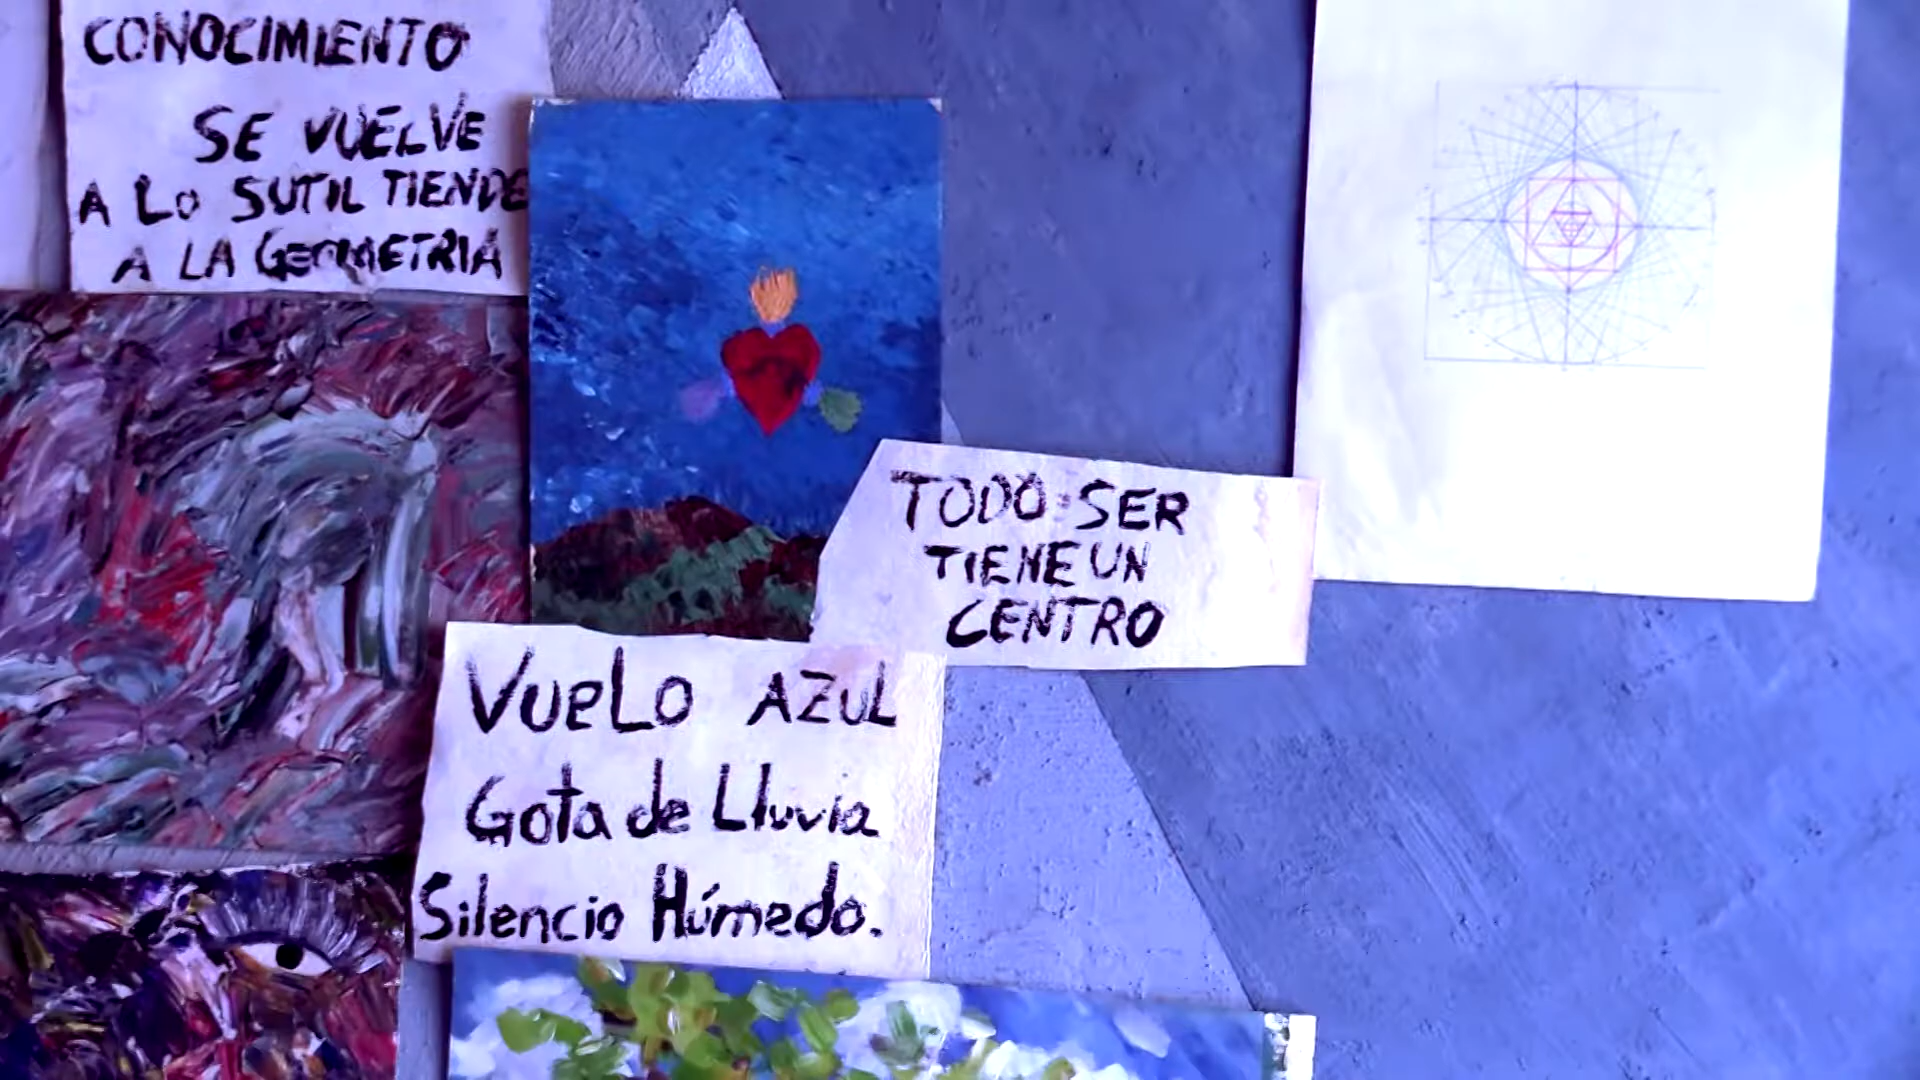 CONOCIMIENTO
SE VUELVE
A LO SUTIL TIENDE
A LA GEOMETRIA
TODO SER
TIENE UN
CENTRO
VUELO AZUL
Gota de Lluvia
Silencio Húmedo.